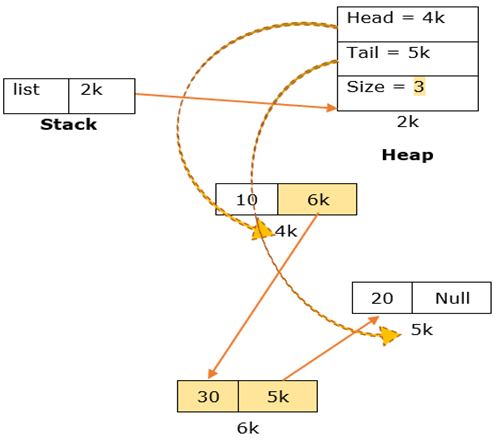 Head = 4k
Tail = 5k
list 2k
Size = 3
Stack
2k
Heap
10 6k
4k
20 Null
5k
30 5k
6k